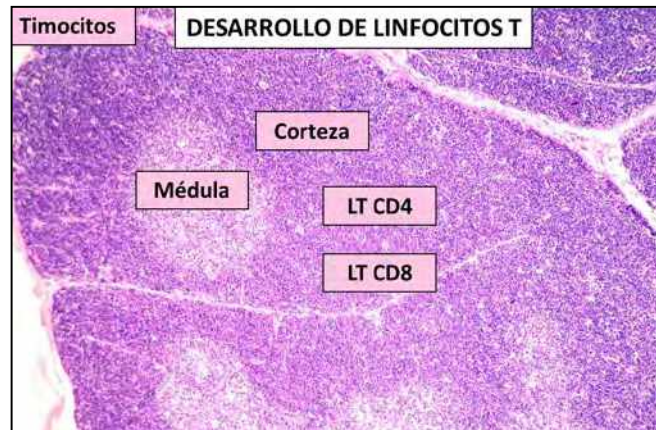 Timocitos
DESARROLLO DE LINFOCITOS T
Corteza
Médula
LT CD4
LT CD8